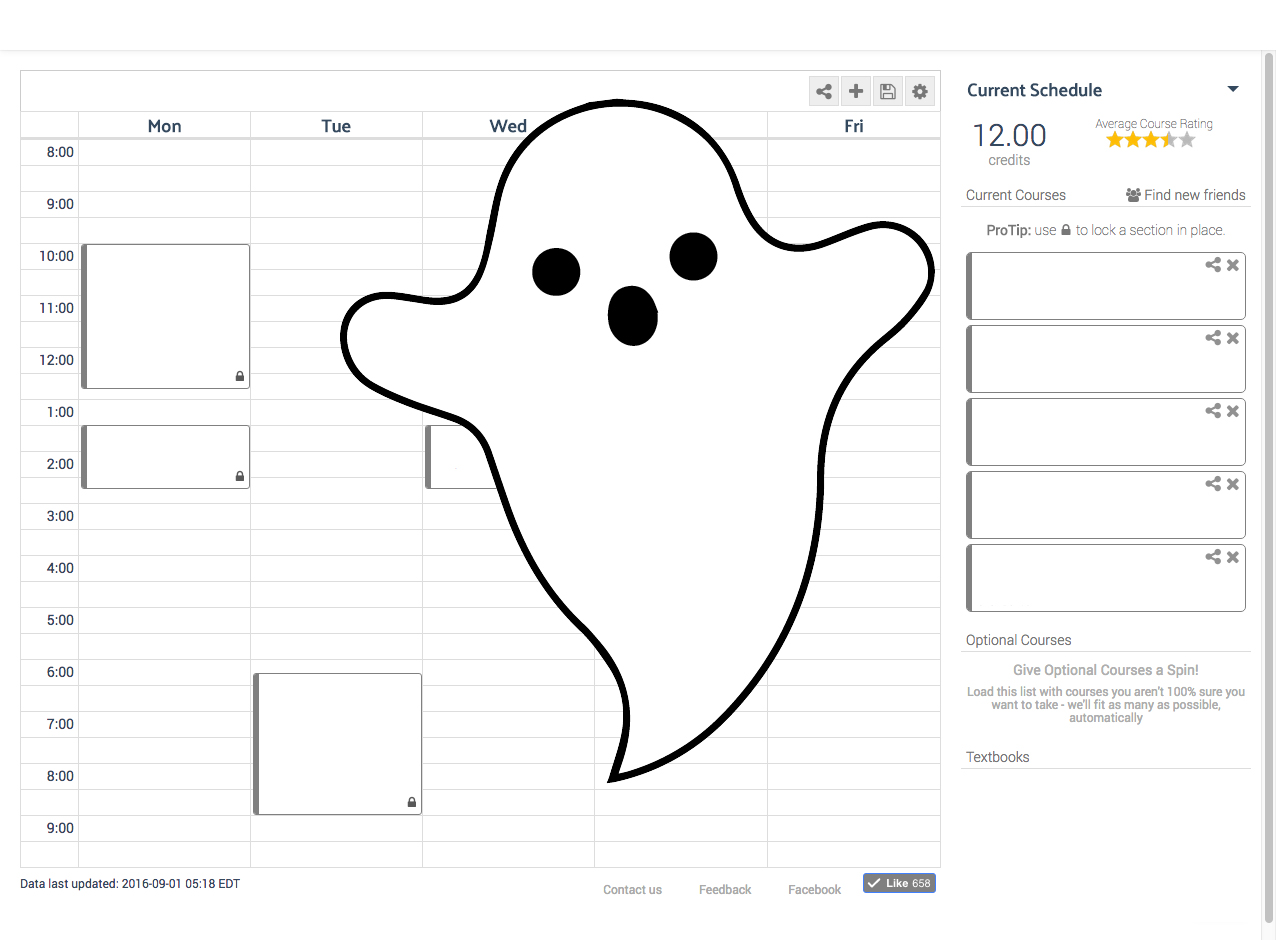 Current Schedule
Mon Tue Wed Fri
12.00
credits
Average Course Rating
8:00
9:00
10:00
11:00
12:00
1:00
2:00
3:00
4:00
5:00
6:00
7:00
8:00
9:00
Current Courses
Find new friends
ProTip: use to lock a section in place.
Optional Courses
Give Optional Courses a Spin!
Load this list with courses you aren't 100% sure you
want to take - we'll fit as many as possible,
automatically
Textbooks
Data last updated: 2016-09-01 05:18 EDT
Contact us
Feedback
Facebook
Like 658